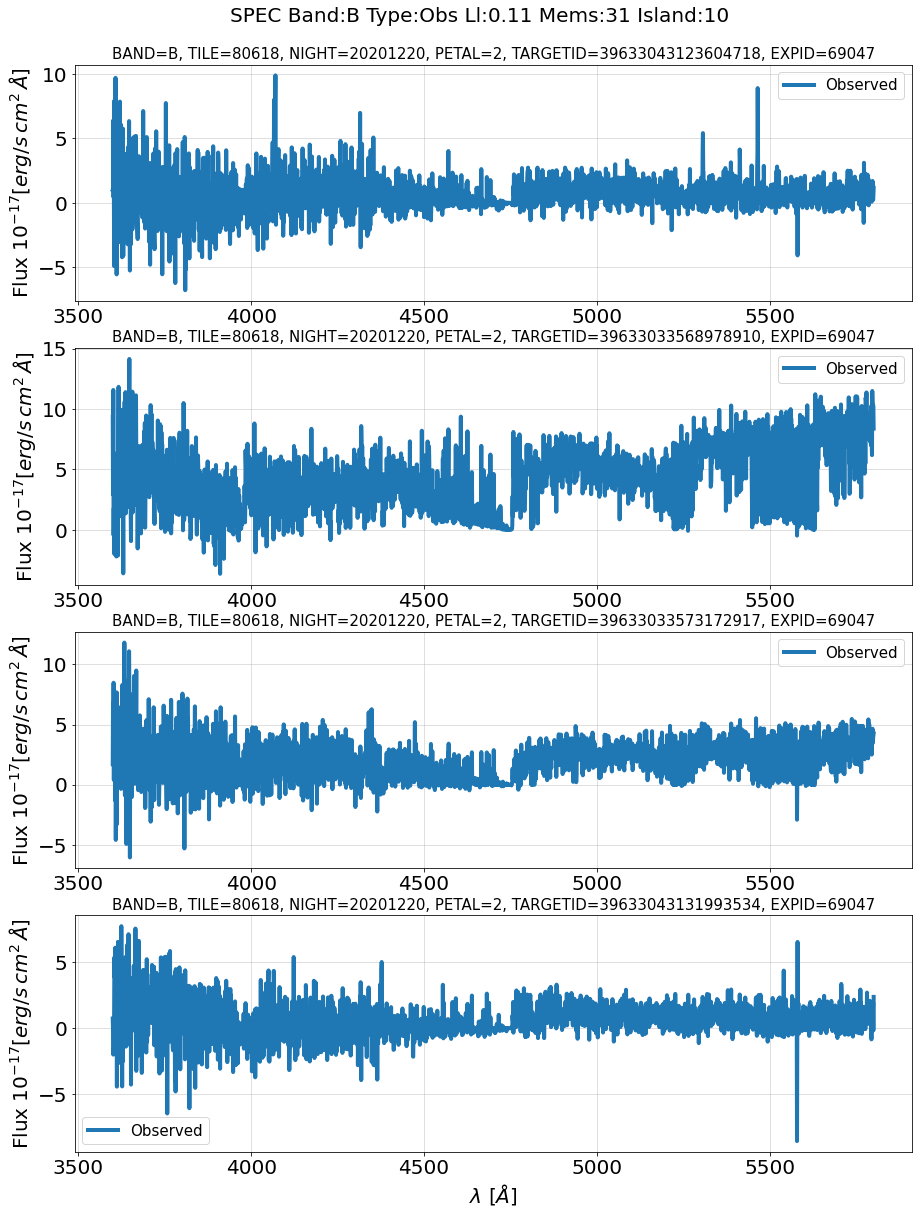 SPEC Band:B Type:Obs Ll:0.11 Mems:31 Island:10
BAND=B, TILE=80618, NIGHT=20201220, PETAL=2, TARGETID=39633043123604718, EXPID=69047
Flux 10⁻¹⁷[erg/s cm² Å]
10
5
0
−5
Observed
3500 4000 4500 5000 5500
BAND=B, TILE=80618, NIGHT=20201220, PETAL=2, TARGETID=39633033568978910, EXPID=69047
Flux 10⁻¹⁷[erg/s cm² Å]
15
10
5
0
Observed
3500 4000 4500 5000 5500
BAND=B, TILE=80618, NIGHT=20201220, PETAL=2, TARGETID=39633033573172917, EXPID=69047
Flux 10⁻¹⁷[erg/s cm² Å]
10
5
0
−5
Observed
3500 4000 4500 5000 5500
BAND=B, TILE=80618, NIGHT=20201220, PETAL=2, TARGETID=39633043131993534, EXPID=69047
Flux 10⁻¹⁷[erg/s cm² Å]
5
0
−5
Observed
3500 4000 4500 5000 5500
λ [Å]